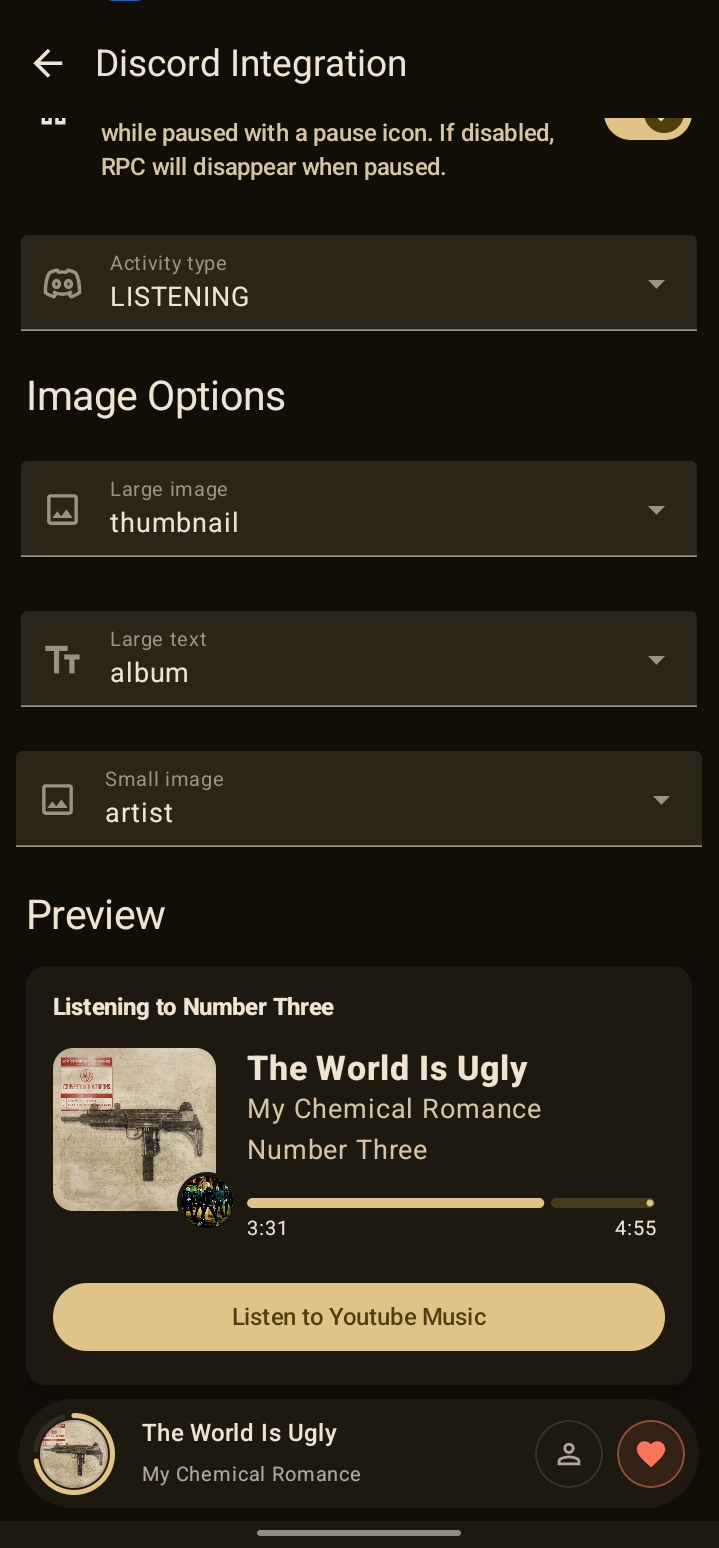 Discord Integration
while paused with a pause icon. If disabled,
RPC will disappear when paused.
Activity type
LISTENING
Image Options
Large image
thumbnail
Large text
album
Small image
artist
Preview
Listening to Number Three
The World Is Ugly
My Chemical Romance
Number Three
3:31
4:55
Listen to Youtube Music
The World Is Ugly
My Chemical Romance